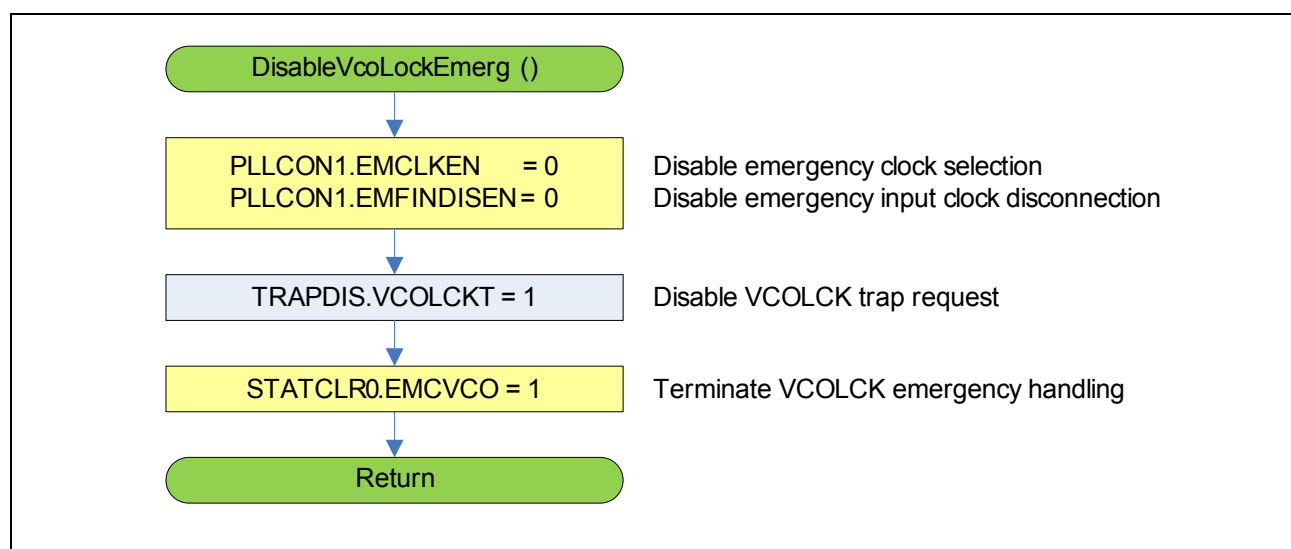 DisableVcoLockEmerg ()
PLLCON1.EMCLKEN = 0 Disable emergency clock selection
PLLCON1.EMFINDISEN = 0 Disable emergency input clock disconnection
TRAPDIS.VCOLCKT = 1 Disable VCOLCK trap request
STATCLR0.EMCVCO = 1 Terminate VCOLCK emergency handling
Return